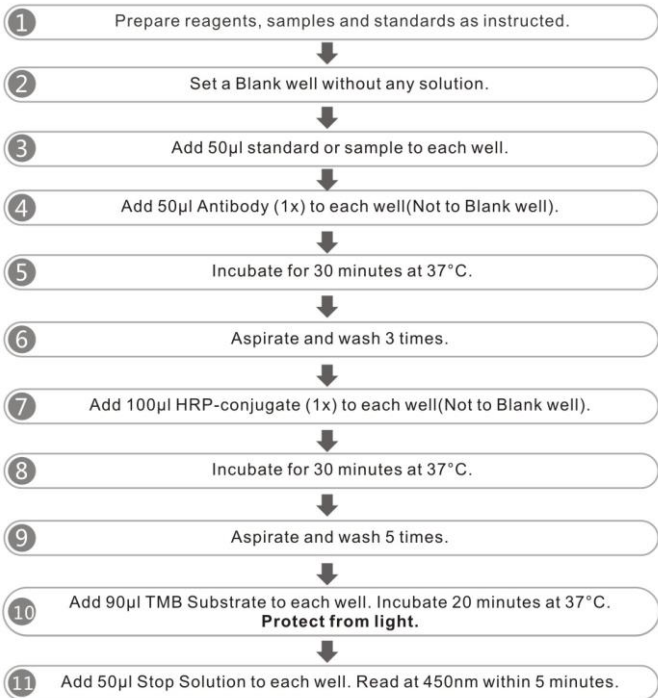 1 Prepare reagents, samples and standards as instructed.
2 Set a Blank well without any solution.
3 Add 50μl standard or sample to each well.
4 Add 50μl Antibody (1x) to each well(Not to Blank well).
5 Incubate for 30 minutes at 37°C.
6 Aspirate and wash 3 times.
7 Add 100μl HRP-conjugate (1x) to each well(Not to Blank well).
8 Incubate for 30 minutes at 37°C.
9 Aspirate and wash 5 times.
10 Add 90μl TMB Substrate to each well. Incubate 20 minutes at 37°C.
Protect from light.
11 Add 50μl Stop Solution to each well. Read at 450nm within 5 minutes.